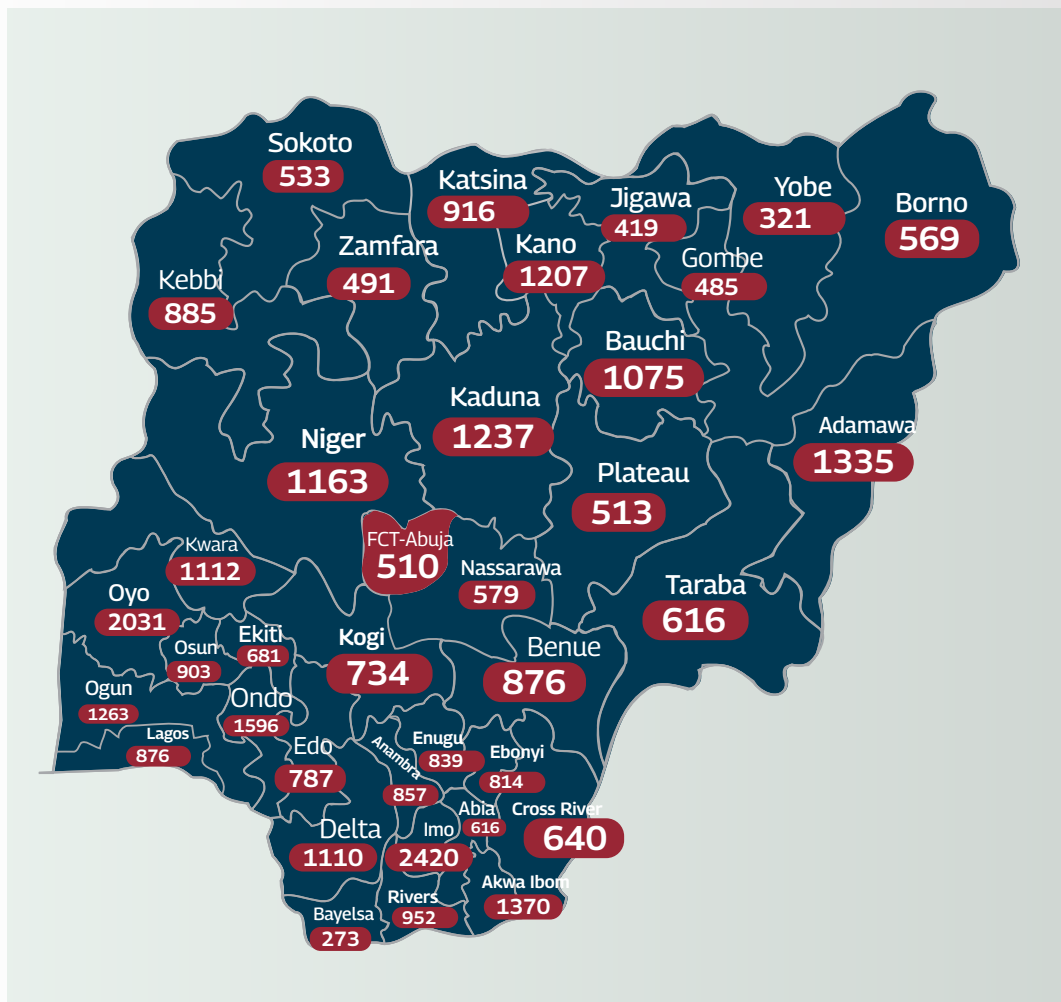 Sokoto
533
Katsina
916
Jigawa
419
Yobe
321
Borno
569
Zamfara
491
Kano
1207
Gombe
485
Kebbi
885
Bauchi
1075
Kaduna
1237
Adamawa
1335
Niger
1163
Plateau
513
FCT-Abuja
510
Nassarawa
579
Kwara
1112
Taraba
616
Oyo
2031
Osun
903
Ekiti
681
Kogi
734
Benue
876
Ogun
1263
Ondo
1596
Lagos
876
Edo
787
Anambra
857
Enugu
839
Ebonyi
814
Abia
616
Cross River
640
Delta
1110
Imo
2420
Akwa Ibom
1370
Rivers
952
Bayelsa
273